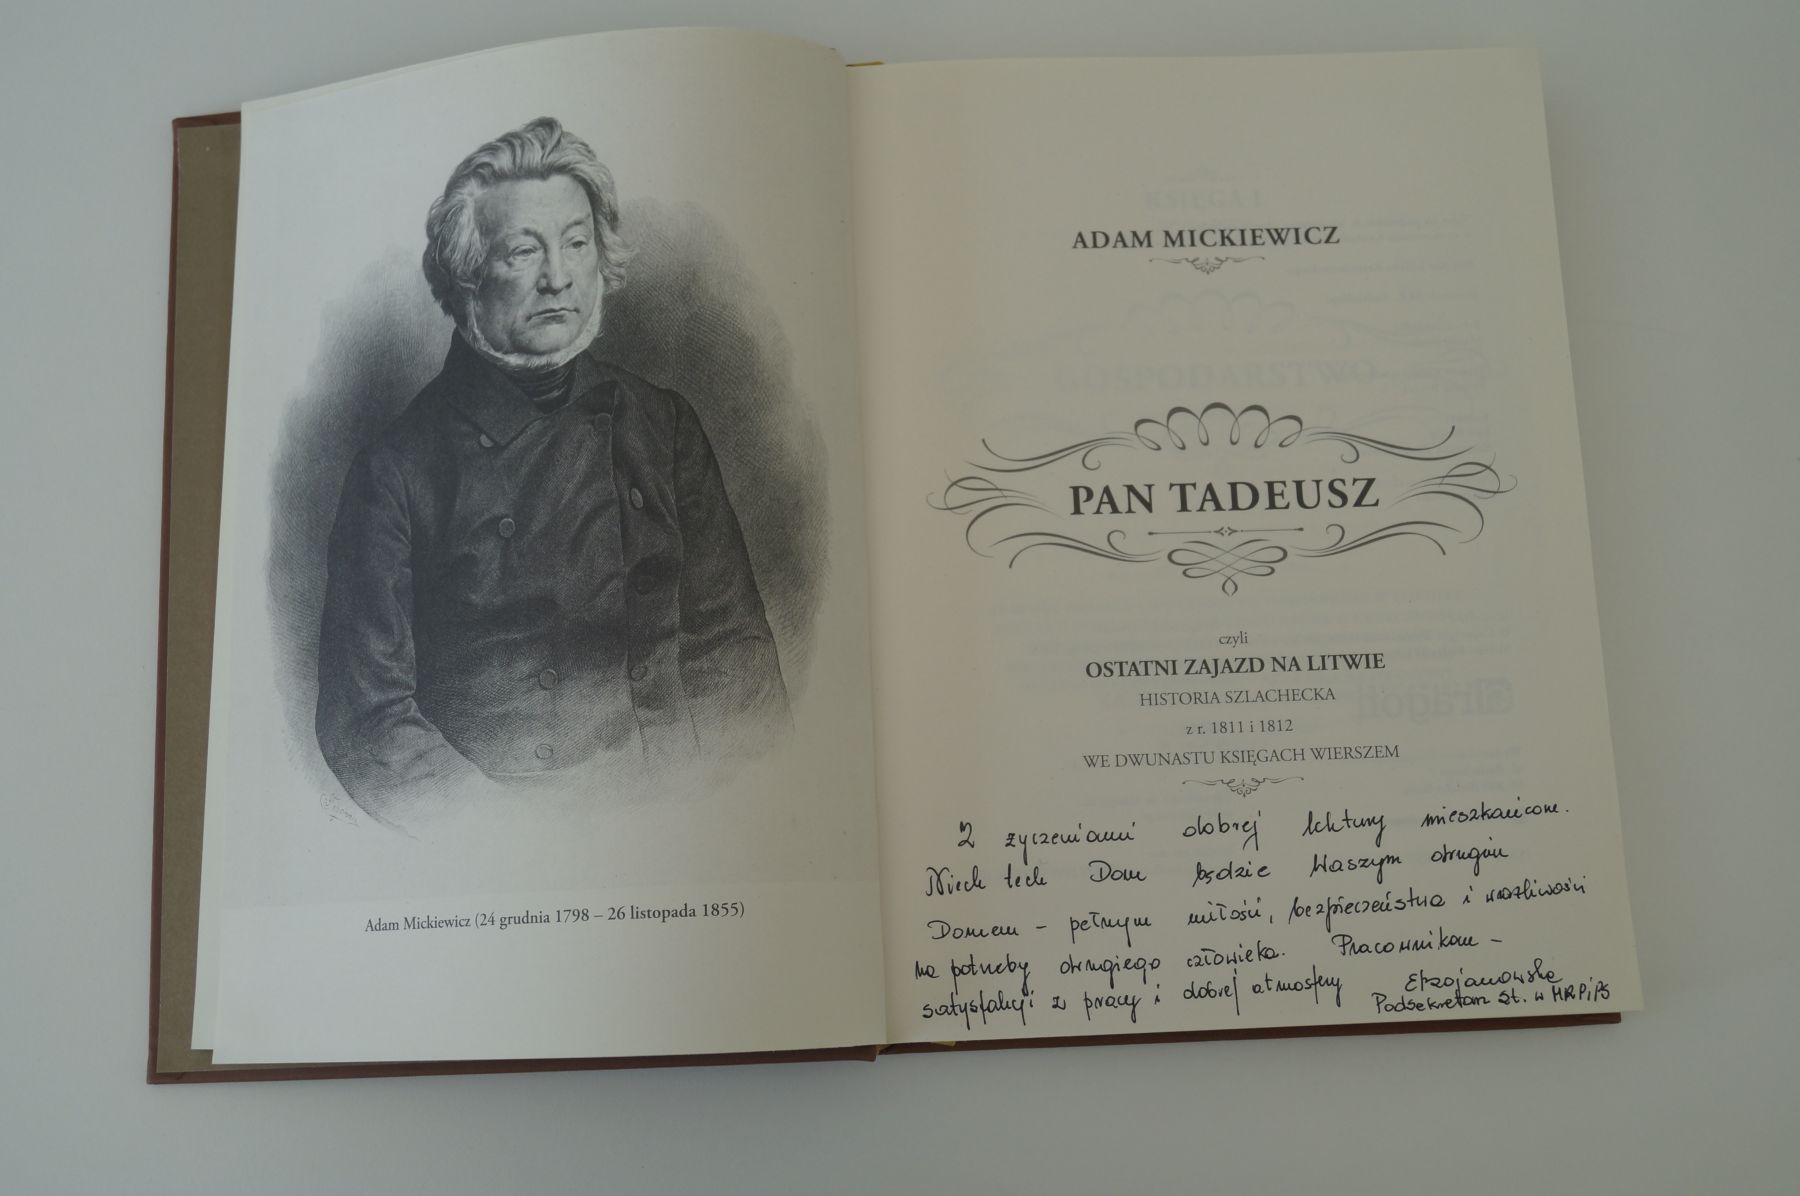 Adam Mickiewicz (24 grudnia 1798 – 26 listopada 1855)
ADAM MICKIEWICZ
PAN TADEUSZ
czyli
OSTATNI ZAJAZD NA LITWIE
HISTORIA SZLACHECKA
z r. 1811 i 1812
WE DWUNASTU KSIĘGACH WIERSZEM
Z życzeniami dobrej lektury mieszkańcom.
Niech tech Dom będzie Waszym drugim
Domem – pełnym miłości, bezpieczeństwa i wrażliwości
na potrzeby drugiego człowieka. Pracownikom –
satysfakcji z pracy i dobrej atmosfery
Podsekretarz St. w MRPiPS